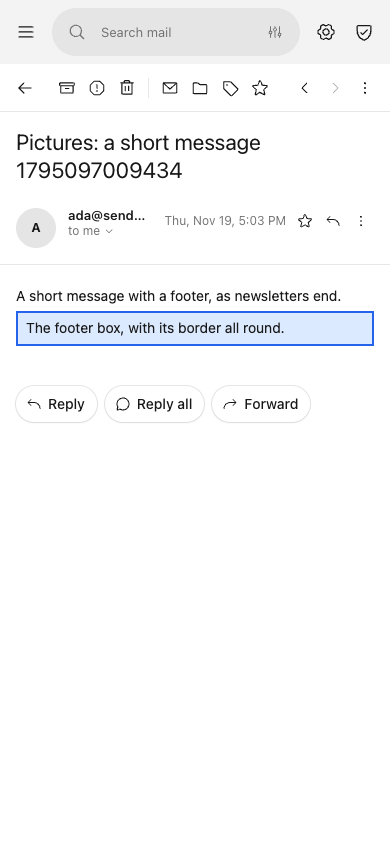 Search mail
Pictures: a short message
1795097009434
A
ada@send...
Thu, Nov 19, 5:03 PM
to me
A short message with a footer, as newsletters end.
The footer box, with its border all round.
Reply
Reply all
Forward